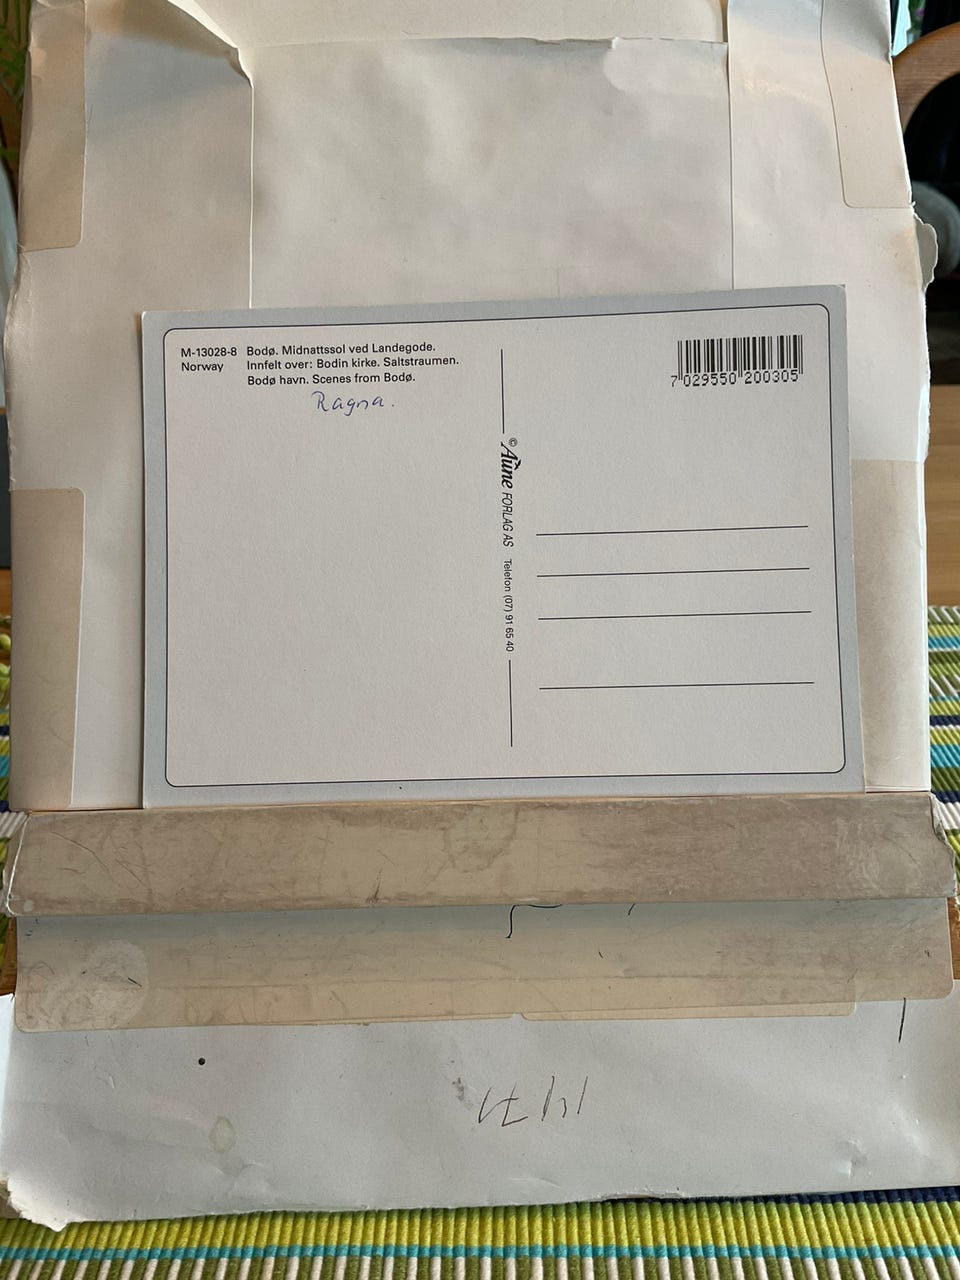 M-13028-8 Bodø. Midnattssol ved Landegode.
Norway Innfelt over: Bodin kirke. Saltstraumen.
Bodø havn. Scenes from Bodø.
Ragna.
7 029550 200305
© Aune FORLAG AS Telefon (07) 91 65 40